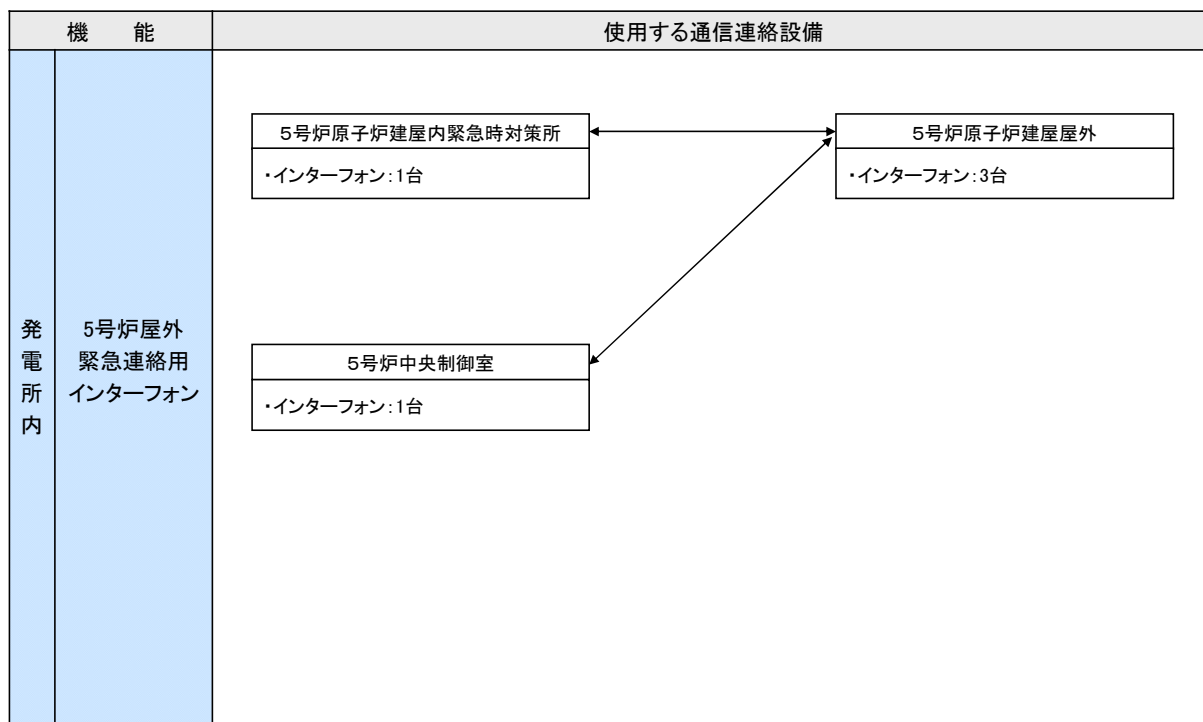 機 能
使用する通信連絡設備
発電所内
5号炉屋外
緊急連絡用
インターフォン
5号炉原子炉建屋内緊急時対策所
・インターフォン:1台
5号炉原子炉建屋屋外
・インターフォン:3台
5号炉中央制御室
・インターフォン:1台